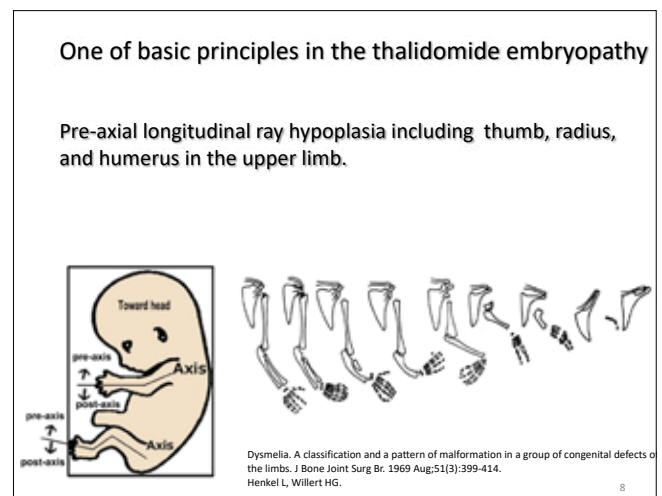 One of basic principles in the thalidomide embryopathy
Pre-axial longitudinal ray hypoplasia including thumb, radius,
and humerus in the upper limb.
Toward head
pre-axis
Axis
post-axis
pre-axis
Axis
post-axis
Dysmelia. A classification and a pattern of malformation in a group of congenital defects o
the limbs. J Bone Joint Surg Br. 1969 Aug;51(3):399-414.
Henkel L, Willert HG.
8